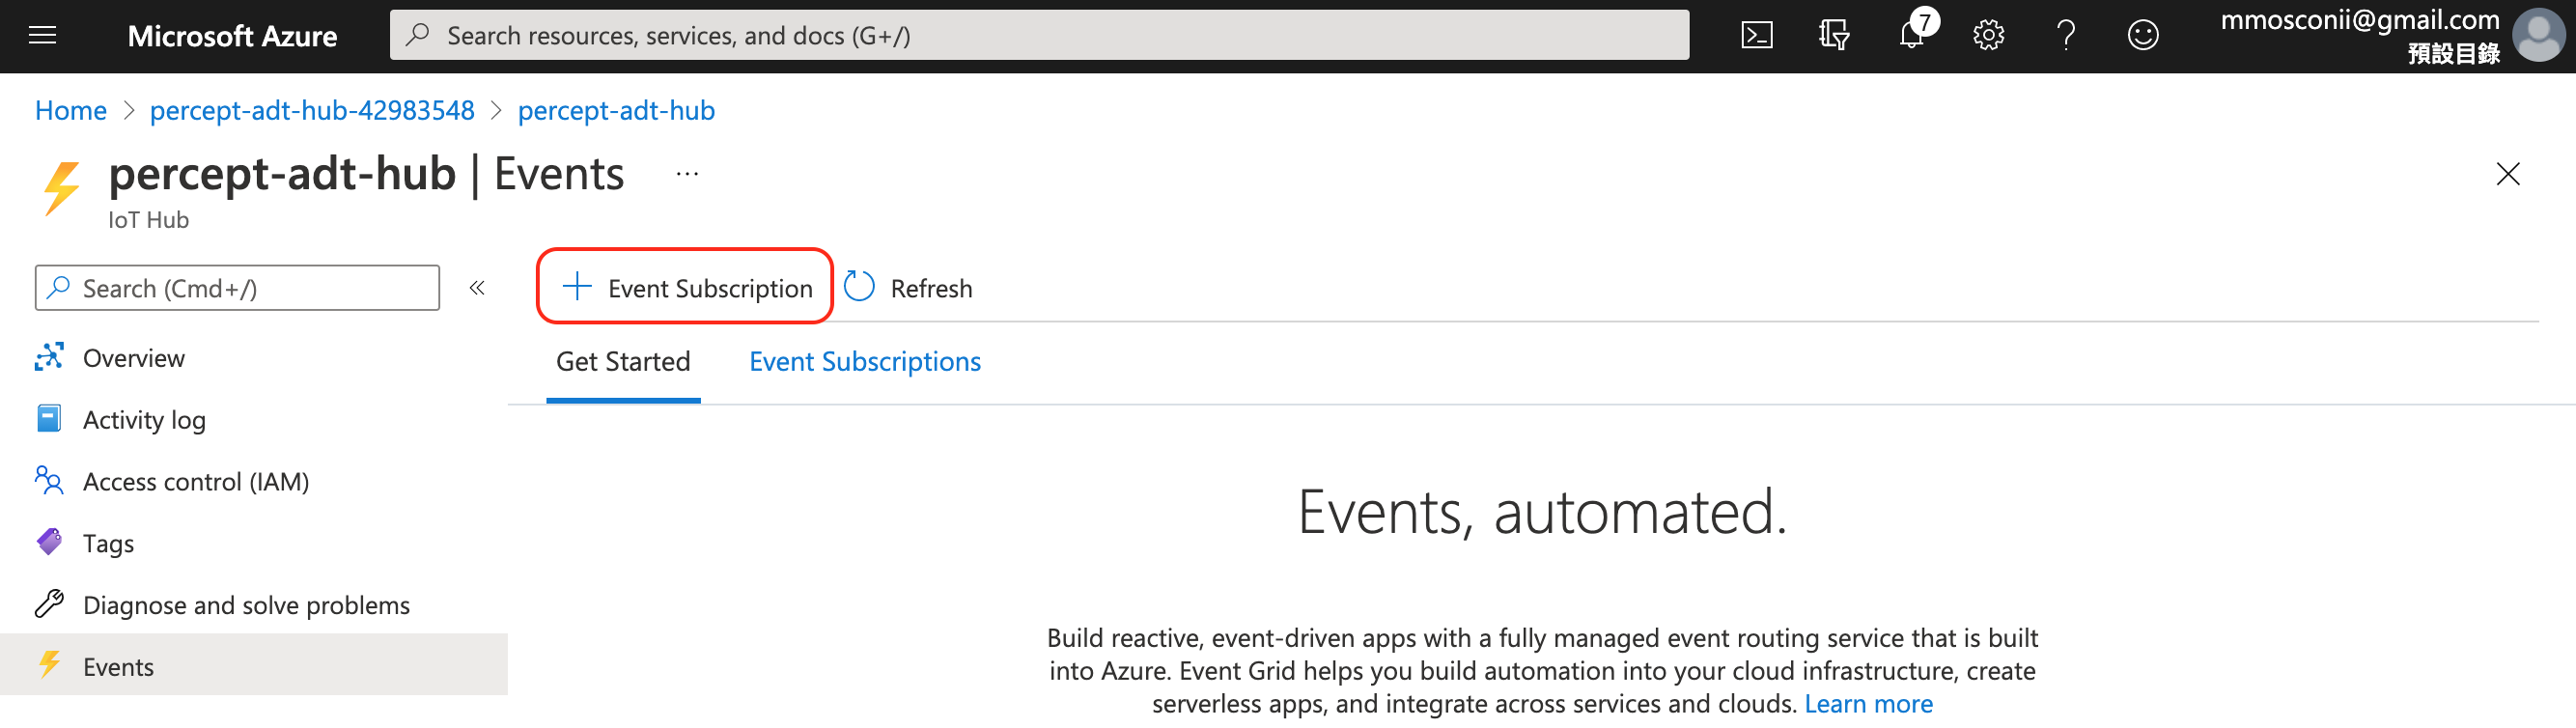 Microsoft Azure
Search resources, services, and docs (G+/)
7
mmosconii@gmail.com
預設目錄
Home > percept-adt-hub-42983548 > percept-adt-hub
percept-adt-hub | Events ...
IoT Hub
Search (Cmd+/)
«
Overview
Activity log
Access control (IAM)
Tags
Diagnose and solve problems
Events
+ Event Subscription
Refresh
Get Started
Event Subscriptions
Events, automated.
Build reactive, event-driven apps with a fully managed event routing service that is built
into Azure. Event Grid helps you build automation into your cloud infrastructure, create
serverless apps, and integrate across services and clouds. Learn more